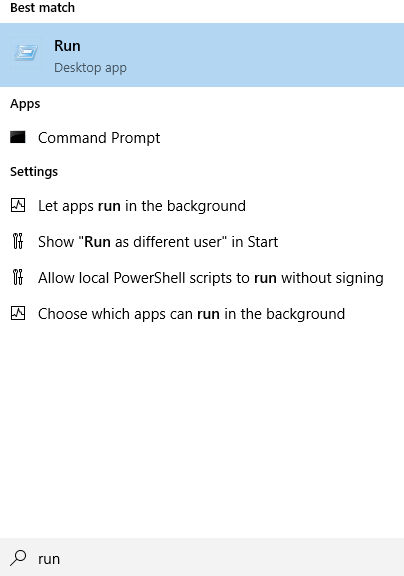 Best match
Run
Desktop app
Apps
Command Prompt
Settings
Let apps run in the background
Show "Run as different user" in Start
Allow local PowerShell scripts to run without signing
Choose which apps can run in the background
run